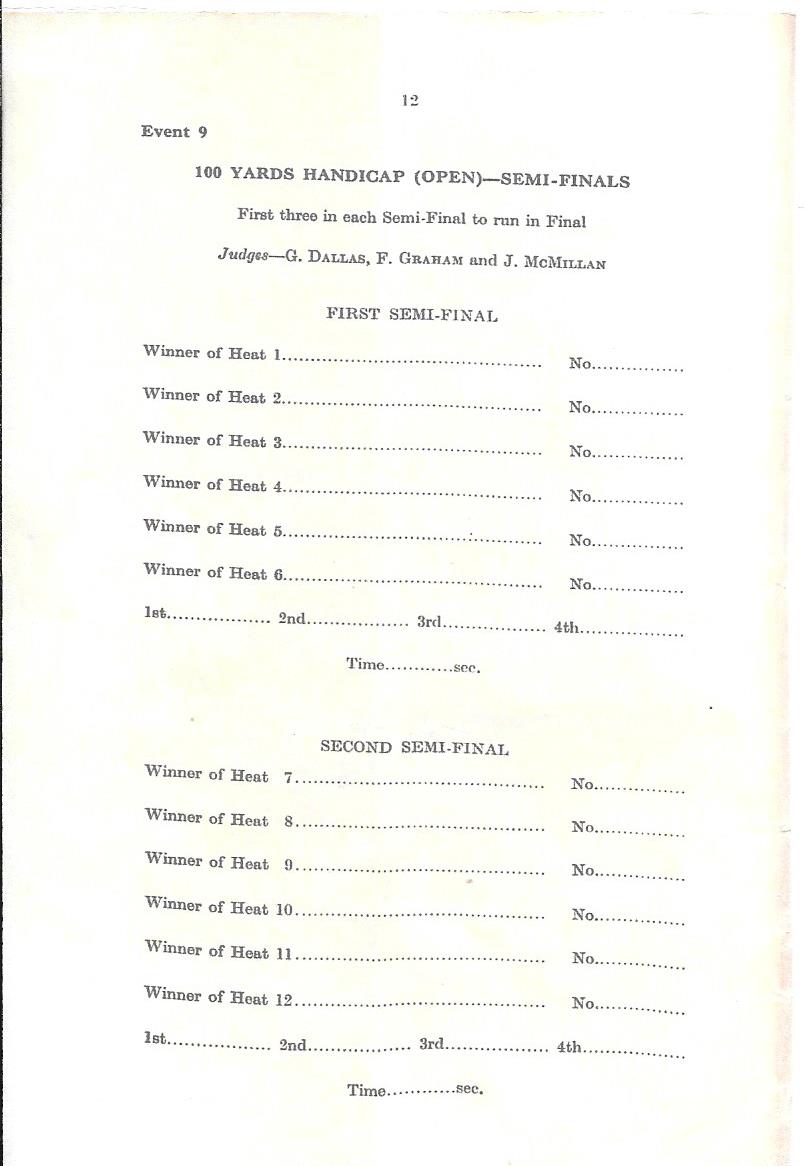 12
Event 9
100 YARDS HANDICAP (OPEN)—SEMI-FINALS
First three in each Semi-Final to run in Final
Judges—G. DALLAS, F. GRAHAM and J. MCMILLAN
FIRST SEMI-FINAL
Winner of Heat 1.............................................. No................
Winner of Heat 2.............................................. No................
Winner of Heat 3.............................................. No................
Winner of Heat 4.............................................. No................
Winner of Heat 5.............................................. No................
Winner of Heat 6.............................................. No................
1st.................. 2nd.................. 3rd.................. 4th..................
Time............sec.
SECOND SEMI-FINAL
Winner of Heat 7............................................ No................
Winner of Heat 8............................................ No................
Winner of Heat 9............................................ No................
Winner of Heat 10............................................ No................
Winner of Heat 11............................................ No................
Winner of Heat 12............................................ No................
1st.................. 2nd.................. 3rd.................. 4th..................
Time............sec.